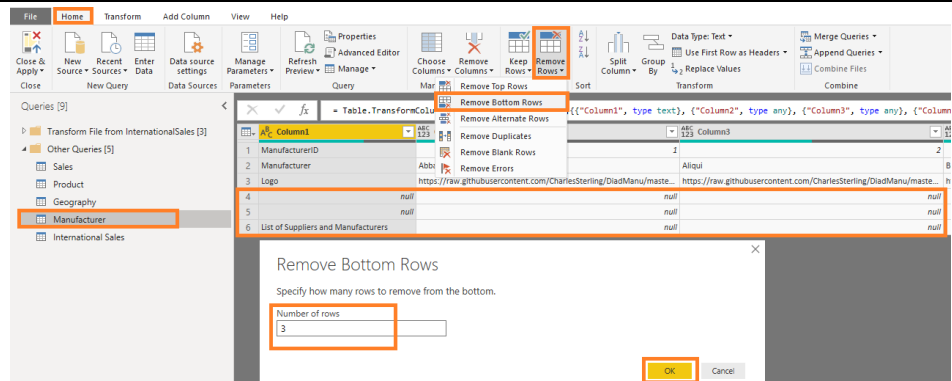 File Home Transform Add Column View Help
Close & Apply
New Source
Recent Sources
Enter Data
Data source settings
Manage Parameters
Refresh Preview
Properties
Advanced Editor
Manage
Choose Columns
Remove Columns
Keep Rows
Remove Rows
Split Column
Group By
Data Type: Text
Use First Row as Headers
Replace Values
Merge Queries
Append Queries
Combine Files
Close New Query Data Sources Parameters Query Sort Transform Combine
Remove Top Rows
Remove Bottom Rows
Remove Alternate Rows
Remove Duplicates
Remove Blank Rows
Remove Errors
Queries [9]
Transform File from InternationalSales [3]
Other Queries [5]
Sales
Product
Geography
Manufacturer
International Sales
fx = Table.TransformColu {{"Column1", type text}, {"Column2", type any}, {"Column3", type any}, {"Colum
ABC Column1 ABC 123 ABC 123 Column3
1 ManufacturerID 1 2
2 Manufacturer Abb Aliqui
3 Logo https://raw.githubusercontent.com/CharlesSterling/DiadManu/maste... https://raw.githubusercontent.com/CharlesSterling/DiadManu/maste...
4 null null null
5 null null null
6 List of Suppliers and Manufacturers null null
Remove Bottom Rows
Specify how many rows to remove from the bottom.
Number of rows
3
OK Cancel